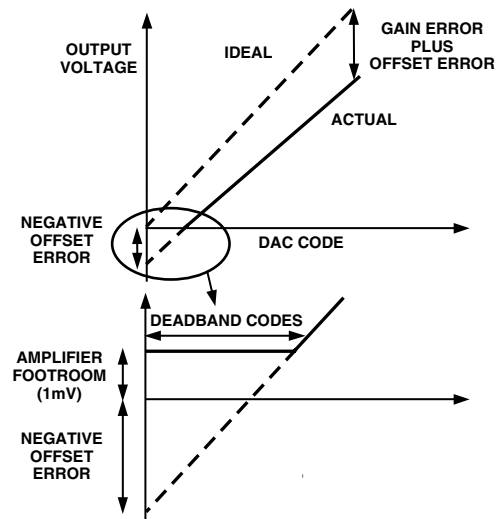 OUTPUT
VOLTAGE
IDEAL
GAIN ERROR
PLUS
OFFSET ERROR
ACTUAL
NEGATIVE
OFFSET
ERROR
DAC CODE
DEADBAND CODES
AMPLIFIER
FOOTROOM
(1mV)
NEGATIVE
OFFSET
ERROR